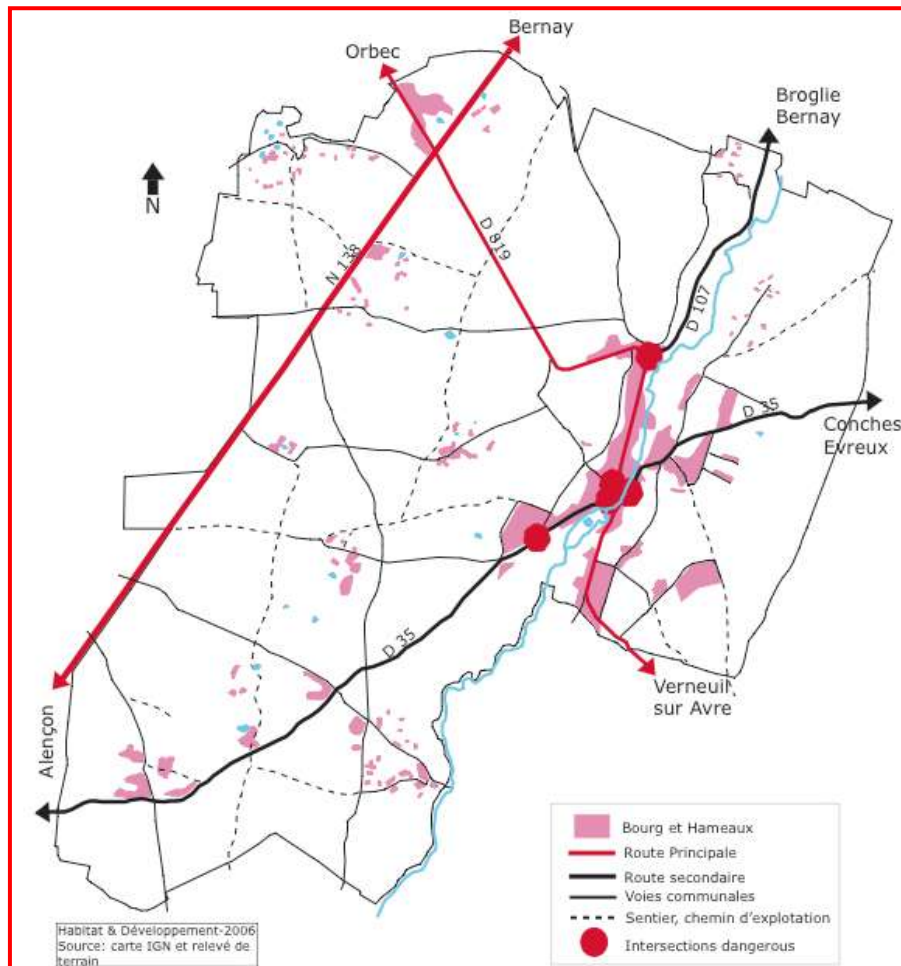 Bernay
Orbec
Broglie
Bernay
N
D 819
N 138
D 107
D 35
Conches
Evreux
D 35
Verneuil
sur Avre
Alençon
Bourg et Hameaux
Route Principale
Route secondaire
Voies communales
Sentier, chemin d'explotation
Intersections dangerous
Habitat & Développement-2006
Source: carte IGN et relevé de
terrain